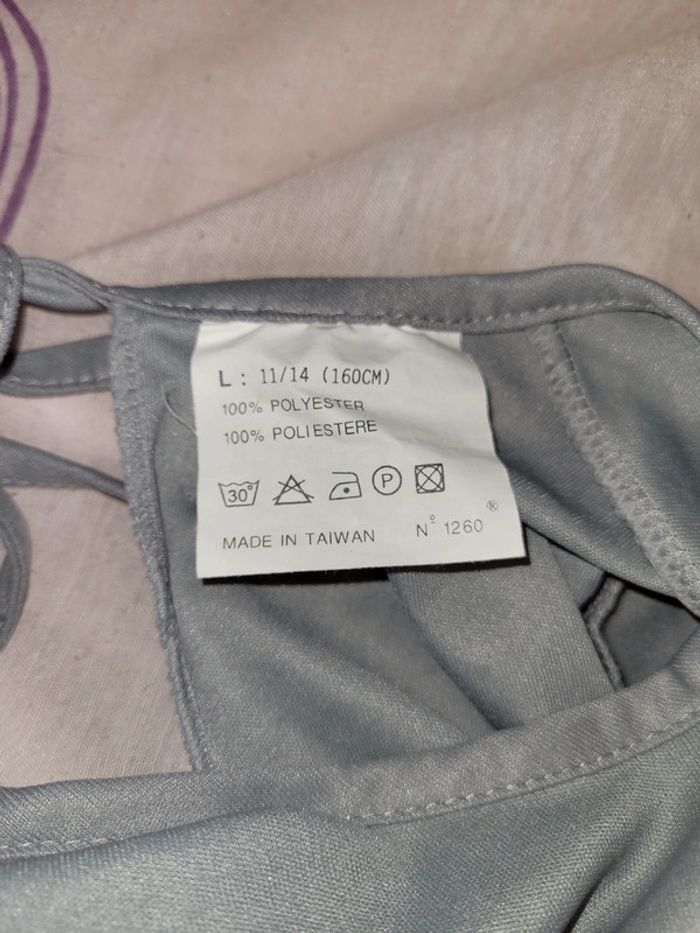 L: 11/14 (160CM)
100% POLYESTER
100% POLIESTERE
30° P
MADE IN TAIWAN N° 1260 ®